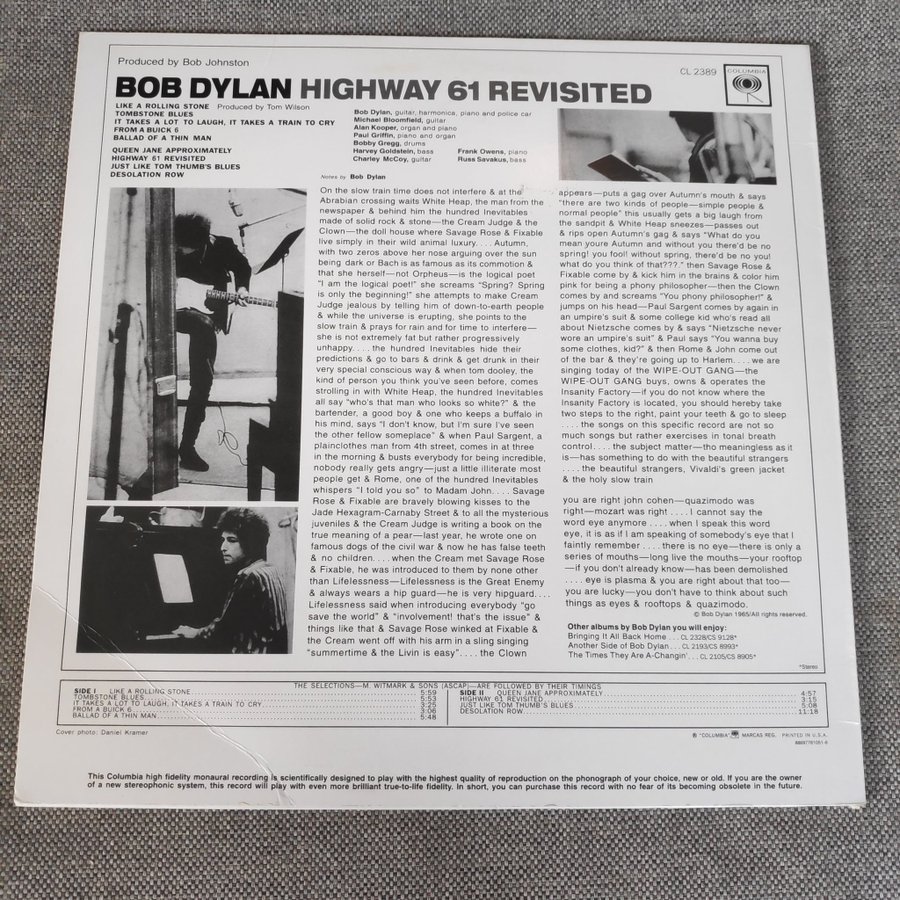 Produced by Bob Johnston
CL 2389
COLUMBIA
BOB DYLAN HIGHWAY 61 REVISITED
LIKE A ROLLING STONE Produced by Tom Wilson
TOMBSTONE BLUES
IT TAKES A LOT TO LAUGH, IT TAKES A TRAIN TO CRY
FROM A BUICK 6
BALLAD OF A THIN MAN
QUEEN JANE APPROXIMATELY
HIGHWAY 61 REVISITED
JUST LIKE TOM THUMB'S BLUES
DESOLATION ROW
Bob Dylan, guitar, harmonica, piano and police car
Michael Bloomfield, guitar
Alan Kooper, organ and piano
Paul Griffin, piano and organ
Bobby Gregg, drums
Harvey Goldstein, bass
Charley McCoy, guitar
Frank Owens, piano
Russ Savakus, bass
Notes by Bob Dylan
On the slow train time does not interfere & at the
Abrabian crossing waits White Heap, the man from the
newspaper & behind him the hundred Inevitables
made of solid rock & stone—the Cream Judge & the
Clown—the doll house where Savage Rose & Fixable
live simply in their wild animal luxury. . . . Autumn,
with two zeros above her nose arguing over the sun
being dark or Bach is as famous as its commotion &
that she herself—not Orpheus—is the logical poet
"I am the logical poet!" she screams "Spring? Spring
is only the beginning!" she attempts to make Cream
Judge jealous by telling him of down-to-earth people
& while the universe is erupting, she points to the
slow train & prays for rain and for time to interfere—
she is not extremely fat but rather progressively
unhappy. . . . the hundred Inevitables hide their
predictions & go to bars & drink & get drunk in their
very special conscious way & when tom dooley, the
kind of person you think you've seen before, comes
strolling in with White Heap, the hundred Inevitables
all say "who's that man who looks so white?" & the
bartender, a good boy & one who keeps a buffalo in
his mind, says "I don't know, but I'm sure I've seen
the other fellow someplace" & when Paul Sargent, a
plainclothes man from 4th street, comes in at three
in the morning & busts everybody for being incredible,
nobody really gets angry—just a little illiterate most
people get & Rome, one of the hundred Inevitables
whispers "I told you so" to Madam John. . . . Savage
Rose & Fixable are bravely blowing kisses to the
Jade Hexagram-Carnaby Street & to all the mysterious
juveniles & the Cream Judge is writing a book on the
true meaning of a pear—last year, he wrote one on
famous dogs of the civil war & now he has false teeth
& no children. . . . when the Cream met Savage Rose
& Fixable, he was introduced to them by none other
than Lifelessness—Lifelessness is the Great Enemy
& always wears a hip guard—he is very hipguard. . . .
Lifelessness said when introducing everybody "go
save the world" & "involvement! that's the issue" &
things like that & Savage Rose winked at Fixable &
the Cream went off with his arm in a sling singing
"summertime & the Livin is easy". . . . the Clown
appears—puts a gag over Autumn's mouth & says
"there are two kinds of people—simple people &
normal people" this usually gets a big laugh from
the sandpit & White Heap sneezes—passes out
& rips open Autumn's gag & says "What do you
mean youre Autumn and without you there'd be no
spring! you fool! without spring, there'd be no you!
what do you think of that???." then Savage Rose &
Fixable come by & kick him in the brains & color him
pink for being a phony philosopher—then the Clown
comes by and screams "You phony philosopher!" &
jumps on his head—Paul Sargent comes by again in
an umpire's suit & some college kid who's read all
about Nietzsche comes by & says "Nietzsche never
wore an umpire's suit" & Paul says "You wanna buy
some clothes, kid?" & then Rome & John come out
of the bar & they're going up to Harlem. . . . we are
singing today of the WIPE-OUT GANG—the
WIPE-OUT GANG buys, owns & operates the
Insanity Factory—if you do not know where the
Insanity Factory is located, you should hereby take
two steps to the right, paint your teeth & go to sleep
. . . . the songs on this specific record are not so
much songs but rather exercises in tonal breath
control. . . . the subject matter—tho meaningless as it
is—has something to do with the beautiful strangers
. . . . the beautiful strangers, Vivaldi's green jacket
& the holy slow train
you are right john cohen—quazimodo was
right—mozart was right . . . . I cannot say the
word eye anymore . . . . when I speak this word
eye, it is as if I am speaking of somebody's eye that I
faintly remember . . . . there is no eye—there is only a
series of mouths—long live the mouths—your rooftop
—if you don't already know—has been demolished
. . . . eye is plasma & you are right about that too—
you are lucky—you don't have to think about such
things as eyes & rooftops & quazimodo.
© Bob Dylan 1965/All rights reserved.
Other albums by Bob Dylan you will enjoy:
Bringing It All Back Home . . . CL 2328/CS 9128*
Another Side of Bob Dylan . . . CL 2193/CS 8993*
The Times They Are A-Changin' . . . CL 2105/CS 8905*
*Stereo
THE SELECTIONS—M. WITMARK & SONS (ASCAP)—ARE FOLLOWED BY THEIR TIMINGS
SIDE I LIKE A ROLLING STONE 5:59
TOMBSTONE BLUES 5:53
IT TAKES A LOT TO LAUGH, IT TAKES A TRAIN TO CRY 3:25
FROM A BUICK 6 3:06
BALLAD OF A THIN MAN 5:48
SIDE II QUEEN JANE APPROXIMATELY 4:57
HIGHWAY 61 REVISITED 3:15
JUST LIKE TOM THUMB'S BLUES 5:08
DESOLATION ROW 11:18
Cover photo: Daniel Kramer
® "COLUMBIA" MARCAS REG. PRINTED IN U.S.A.
This Columbia high fidelity monaural recording is scientifically designed to play with the highest quality of reproduction on the phonograph of your choice, new or old. If you are the owner
of a new stereophonic system, this record will play with even more brilliant true-to-life fidelity. In short, you can purchase this record with no fear of its becoming obsolete in the future.